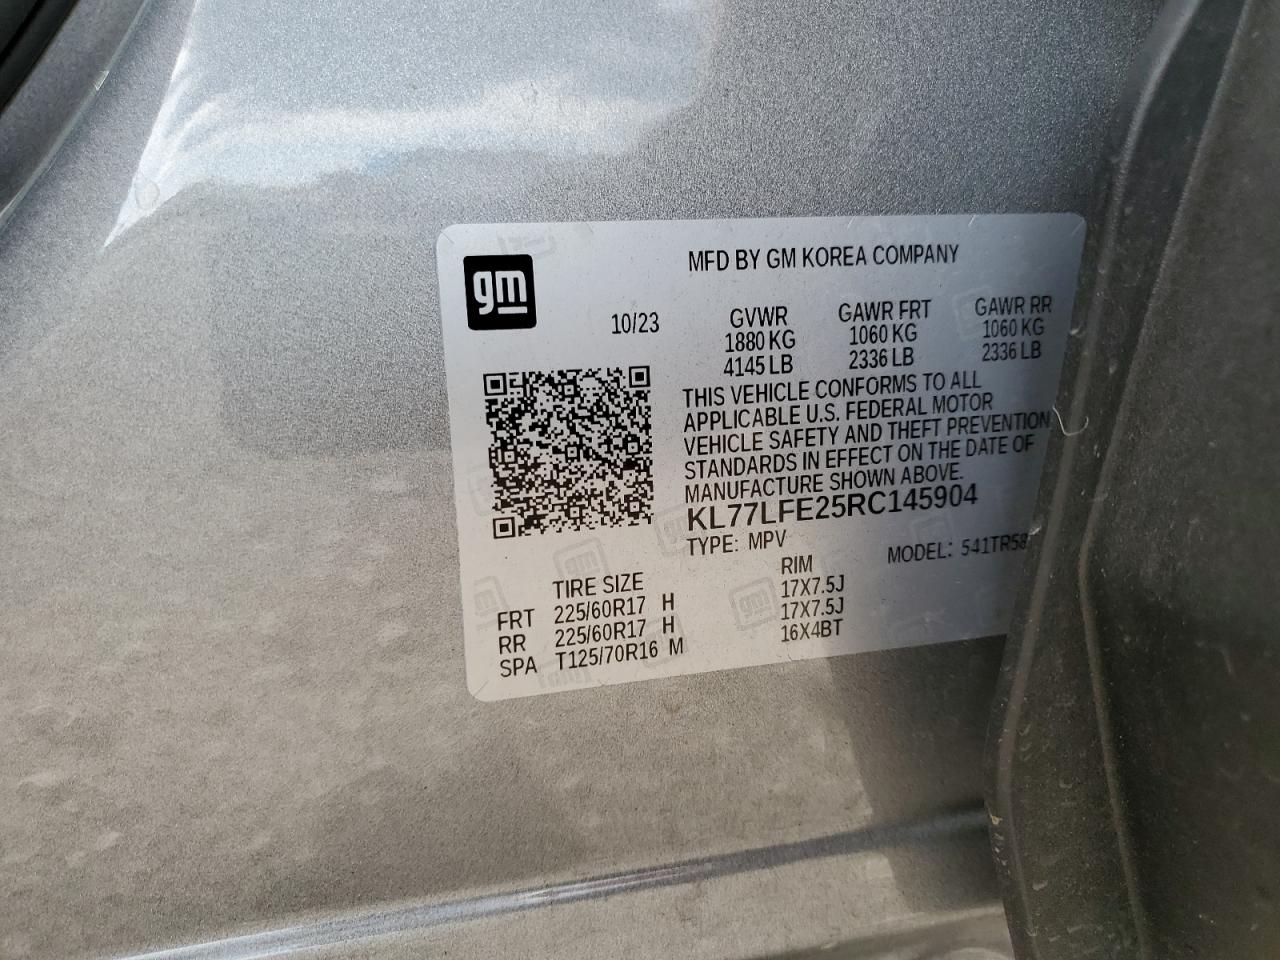 gm
MFD BY GM KOREA COMPANY
10/23 GVWR GAWR FRT GAWR RR
1880 KG 1060 KG 1060 KG
4145 LB 2336 LB 2336 LB
THIS VEHICLE CONFORMS TO ALL
APPLICABLE U.S. FEDERAL MOTOR
VEHICLE SAFETY AND THEFT PREVENTION
STANDARDS IN EFFECT ON THE DATE OF
MANUFACTURE SHOWN ABOVE.
KL77LFE25RC145904
TYPE: MPV MODEL: 541TR58
TIRE SIZE RIM
FRT 225/60R17 H 17X7.5J
RR 225/60R17 H 17X7.5J
SPA T125/70R16 M 16X4BT